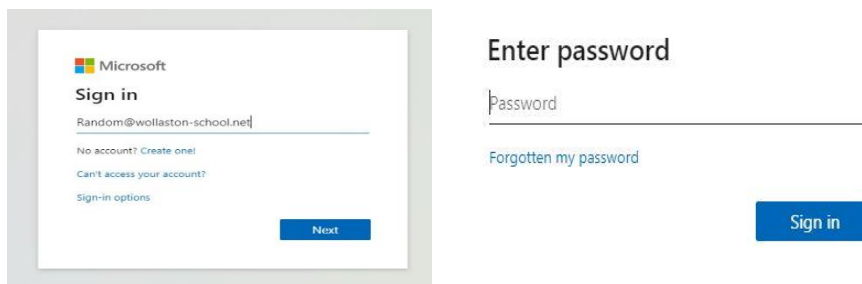 Microsoft
Sign in
Random@wollaston-school.net
No account? Create one!
Can't access your account?
Sign-in options
Next
Enter password
Password
Forgotten my password
Sign in